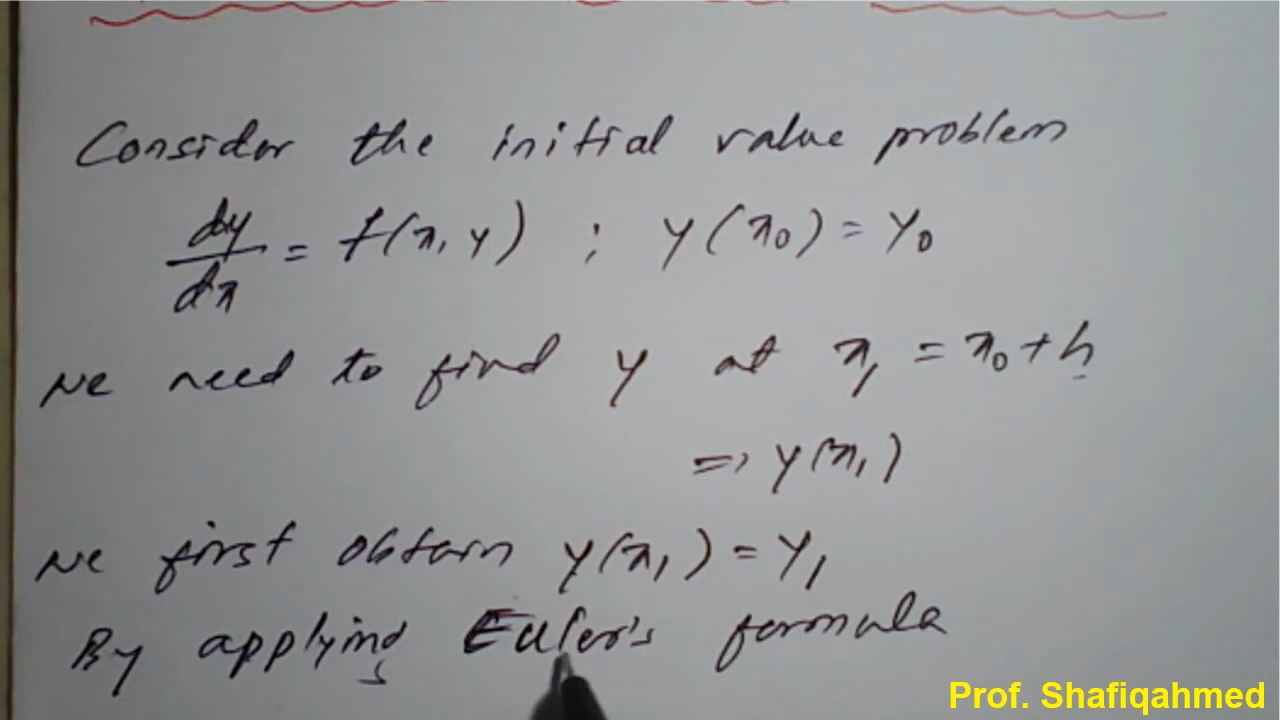 Consider the initial value problem
dy/dx = f(x, y) ; y(x₀) = y₀
we need to find y at x₁ = x₀ + h
=> y(x₁)
we first obtain y(x₁) = y₁
By applying Euler's formula
Prof. Shafiqahmed